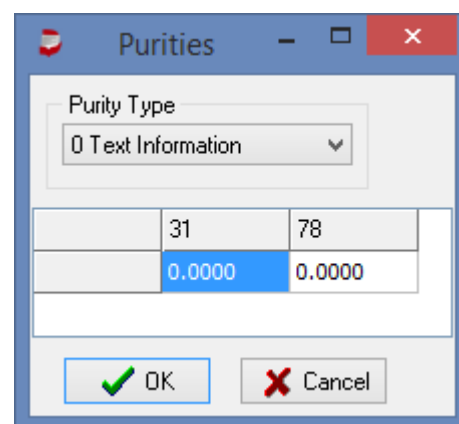 Purities
Purity Type
0 Text Information
31 78
0.0000 0.0000
OK Cancel